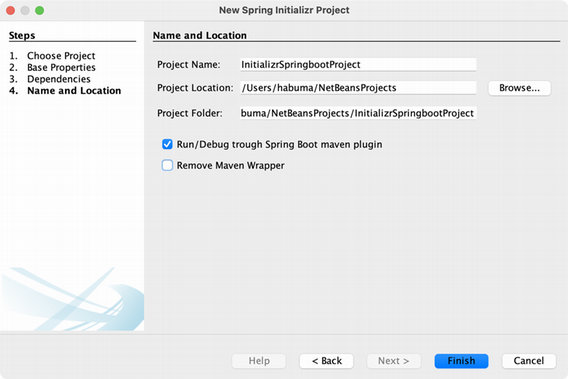 New Spring Initializr Project
Steps
1. Choose Project
2. Base Properties
3. Dependencies
4. Name and Location
Name and Location
Project Name: InitializrSpringbootProject
Project Location: /Users/habuma/NetBeansProjects Browse...
Project Folder: buma/NetBeansProjects/InitializrSpringbootProject
Run/Debug trough Spring Boot maven plugin
Remove Maven Wrapper
Help < Back Next > Finish Cancel